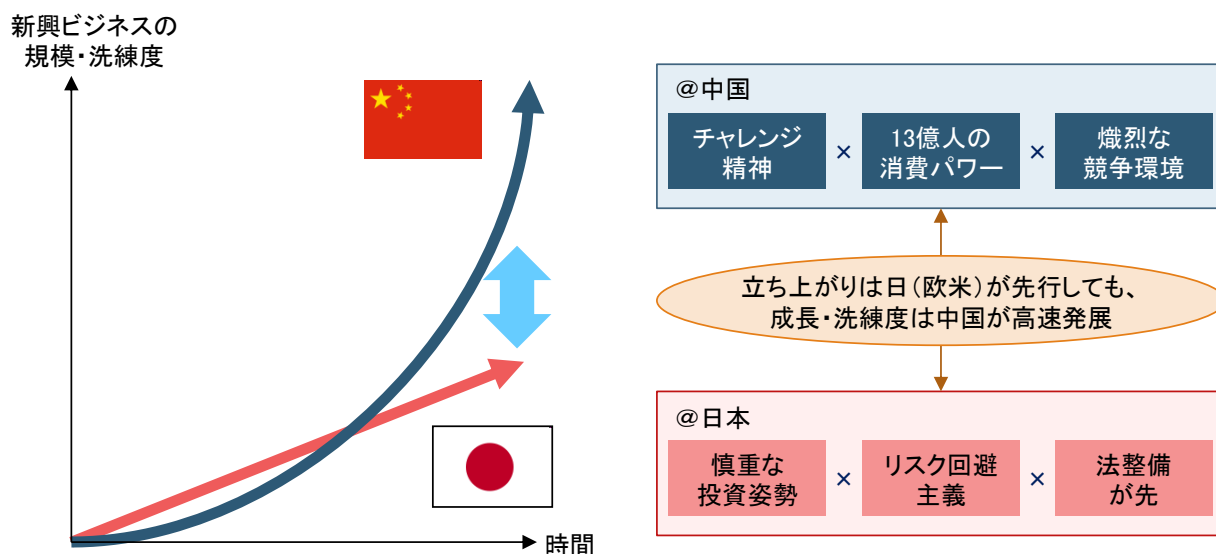 新興ビジネスの
規模・洗練度
時間
@中国
チャレンジ
精神
×
13億人の
消費パワー
×
熾烈な
競争環境
立ち上がりは日(欧米)が先行しても、
成長・洗練度は中国が高速発展
@日本
慎重な
投資姿勢
×
リスク回避
主義
×
法整備
が先